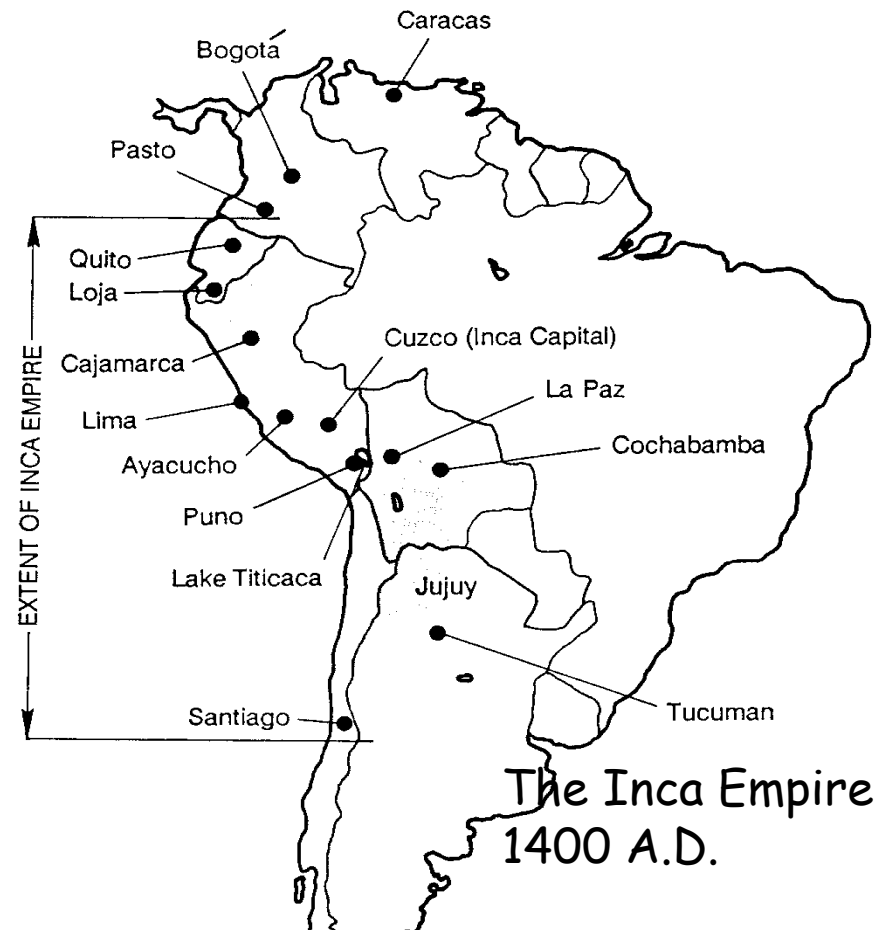 Caracas
Bogotá
Pasto
Quito
Loja
Cajamarca
Cuzco (Inca Capital)
Lima
La Paz
Ayacucho
Cochabamba
Puno
Lake Titicaca
Jujuy
Santiago
Tucuman
EXTENT OF INCA EMPIRE
The Inca Empire
1400 A.D.